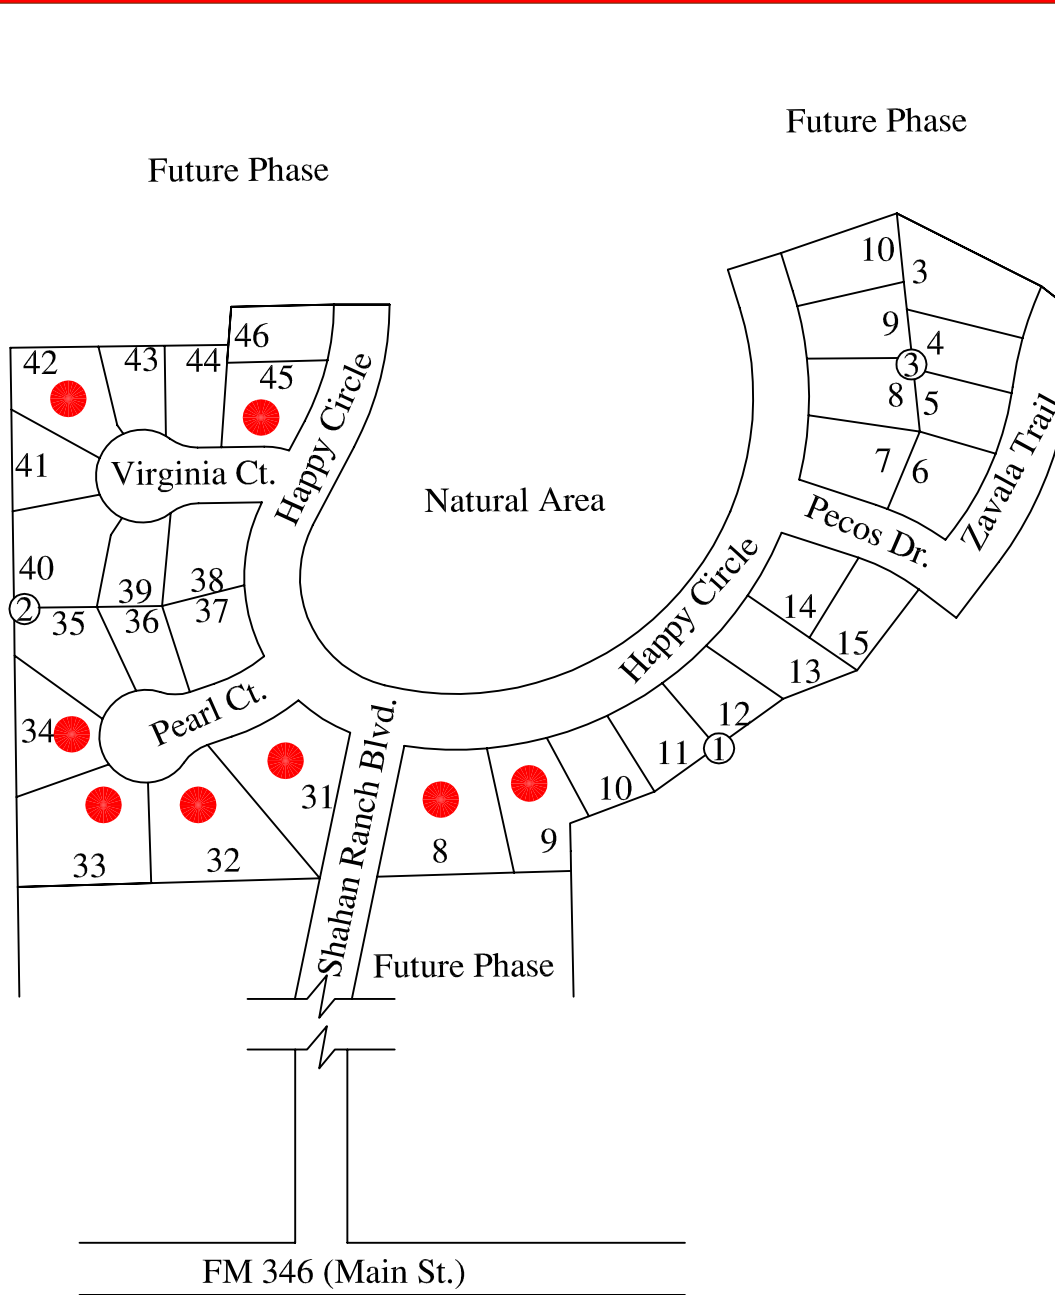 Future Phase
Future Phase
10
3
9
4
3
8
5
7
6
46
42
43
44
45
41
Virginia Ct.
Happy Circle
Natural Area
Pecos Dr.
Zavala Trail
40
39
38
2
35
36
37
14
15
13
12
11
1
10
Happy Circle
Pearl Ct.
34
31
Shahan Ranch Blvd.
8
9
33
32
Future Phase
FM 346 (Main St.)